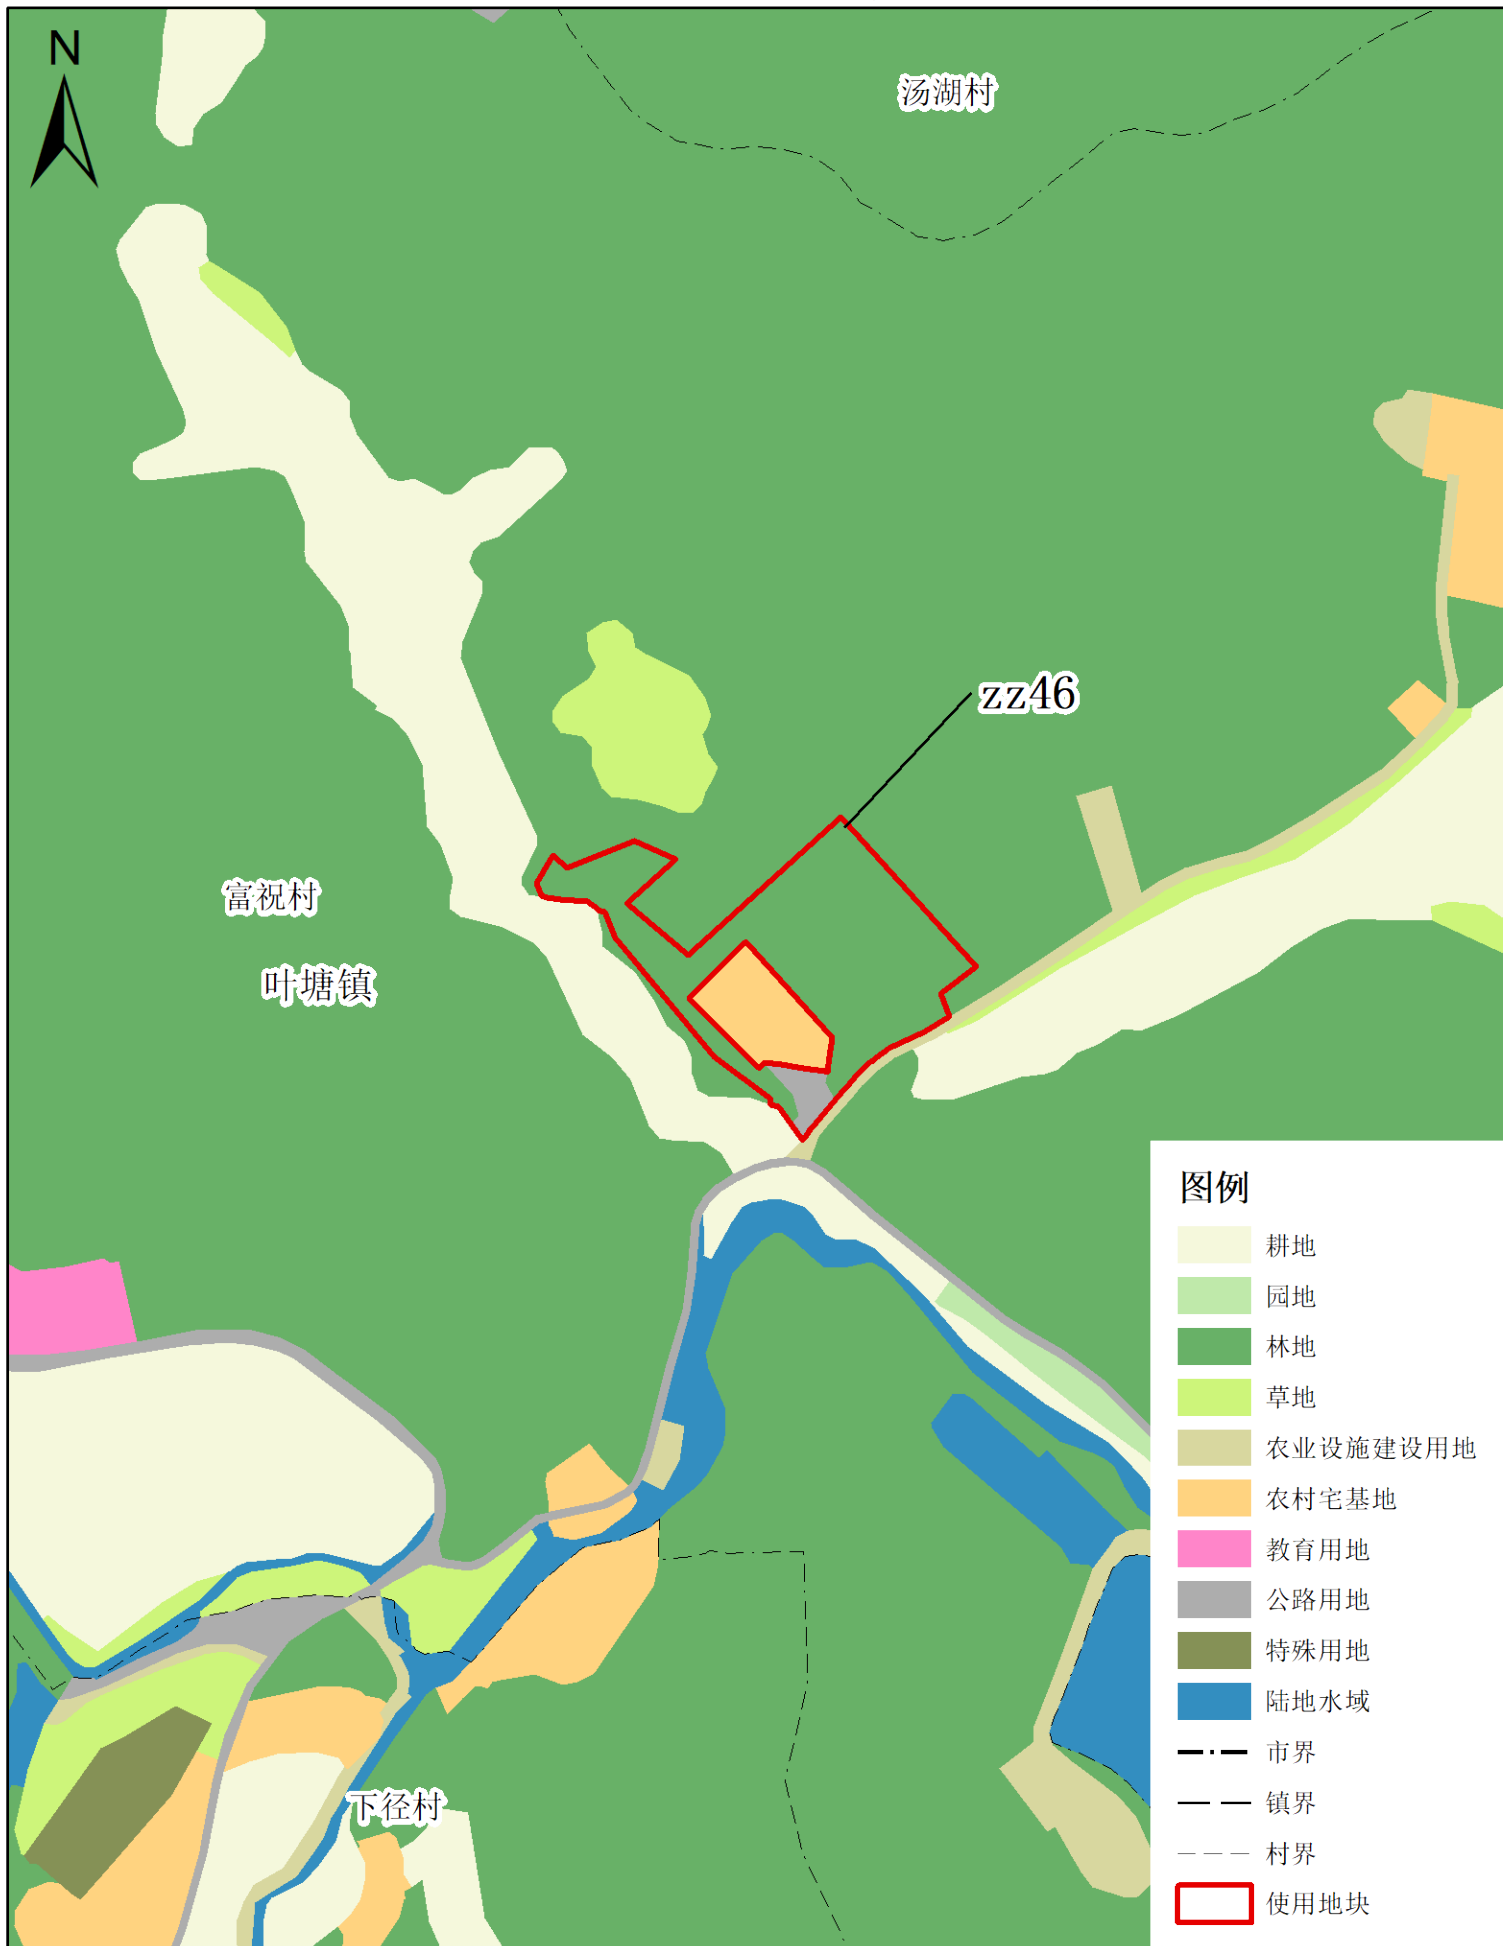 N
汤湖村
zz46
富祝村
叶塘镇
下径村
图例
耕地
园地
林地
草地
农业设施建设用地
农村宅基地
教育用地
公路用地
特殊用地
陆地水域
市界
镇界
村界
使用地块